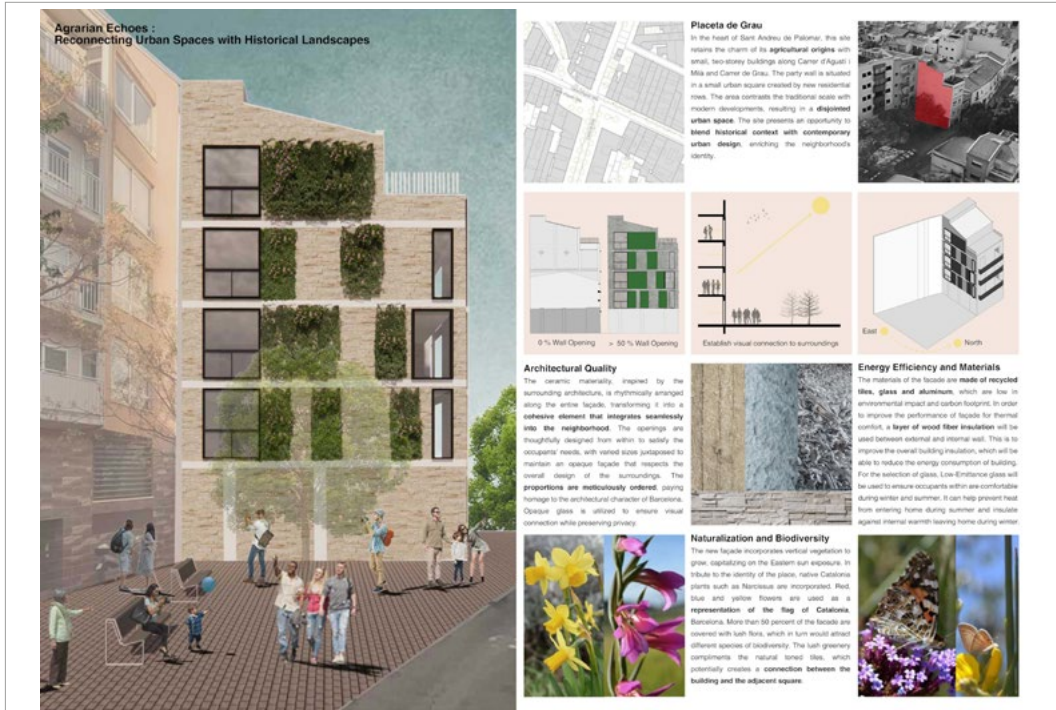 Agrarian Echoes :
Reconnecting Urban Spaces with Historical Landscapes
Placeta de Grau
In the heart of Sant Andreu de Palomar, this site
retains the charm of its agricultural origins with
small, two-storey buildings along Carrer d'Agustí i
Milà and Carrer de Grau. The party wall is situated
in a small urban square created by new residential
rows. The area contrasts the traditional scale with
modern developments, resulting in a disjointed
urban space. The site presents an opportunity to
blend historical context with contemporary
urban design, enriching the neighborhood's
identity.
0 % Wall Opening
> 50 % Wall Opening
Establish visual connection to surroundings
East
North
Architectural Quality
The ceramic materiality, inspired by the
surrounding architecture, is rhythmically arranged
along the entire façade, transforming it into a
cohesive element that integrates seamlessly
into the neighborhood. The openings are
thoughtfully designed from within to satisfy the
occupants' needs, with varied sizes juxtaposed to
maintain an opaque façade that respects the
overall design of the surroundings. The
proportions are meticulously ordered, paying
homage to the architectural character of Barcelona.
Opaque glass is utilized to ensure visual
connection while preserving privacy.
Energy Efficiency and Materials
The materials of the facade are made of recycled
tiles, glass and aluminum, which are low in
environmental impact and carbon footprint. In order
to improve the performance of façade for thermal
comfort, a layer of wood fiber insulation will be
used between external and internal wall. This is to
improve the overall building insulation, which will be
able to reduce the energy consumption of building.
For the selection of glass, Low-Emittance glass will
be used to ensure occupants within are comfortable
during winter and summer. It can help prevent heat
from entering home during summer and insulate
against internal warmth leaving home during winter.
Naturalization and Biodiversity
The new façade incorporates vertical vegetation to
grow, capitalizing on the Eastern sun exposure. In
tribute to the identity of the place, native Catalonia
plants such as Narcissus are incorporated. Red,
blue and yellow flowers are used as a
representation of the flag of Catalonia,
Barcelona. More than 50 percent of the facade are
covered with lush flora, which in turn would attract
different species of biodiversity. The lush greenery
compliments the natural toned tiles, which
potentially creates a connection between the
building and the adjacent square.